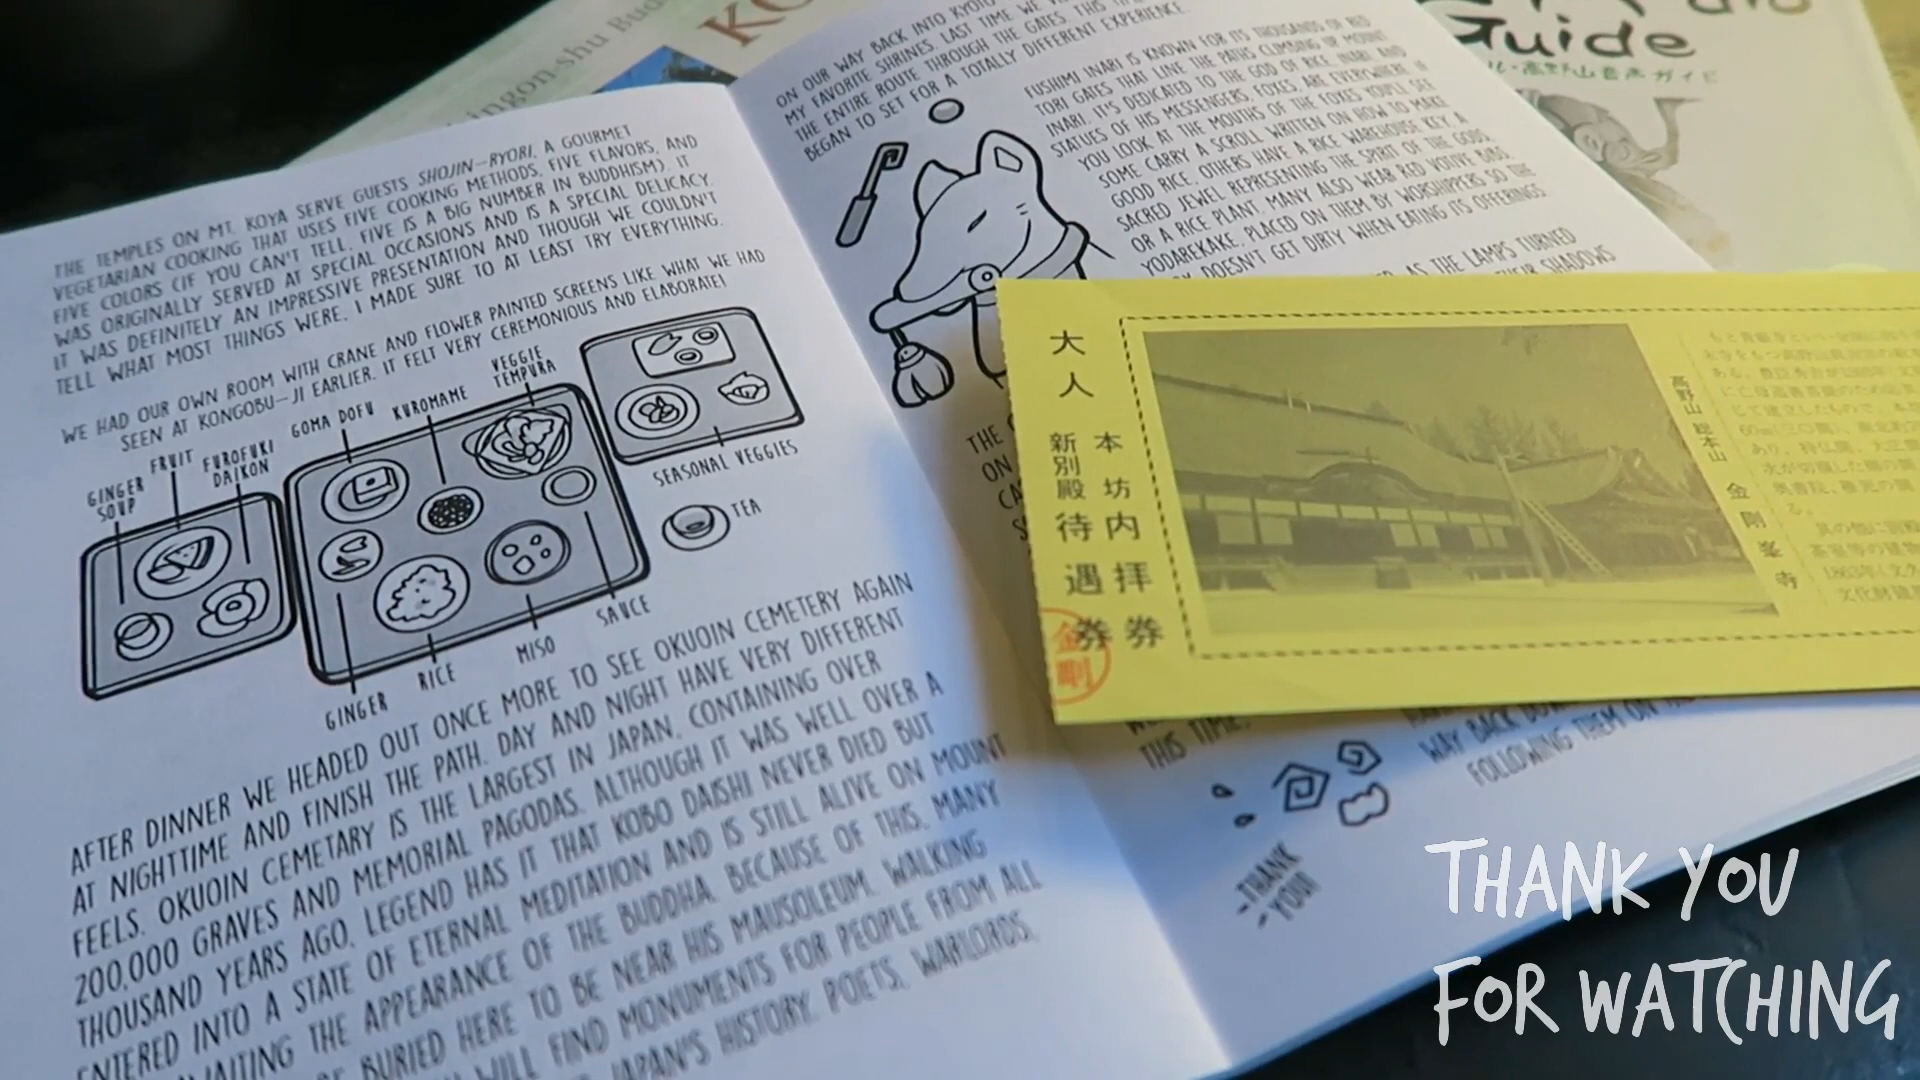 THE TEMPLES ON MT. KOYA SERVE GUESTS SHOJIN-RYORI, A GOURMET
VEGETARIAN COOKING THAT USES FIVE COOKING METHODS, FIVE FLAVORS, AND
FIVE COLORS (IF YOU CAN'T TELL, FIVE IS A BIG NUMBER IN BUDDHISM). IT
WAS ORIGINALLY SERVED AT SPECIAL OCCASIONS AND IS A SPECIAL DELICACY.
IT WAS DEFINITELY AN IMPRESSIVE PRESENTATION AND THOUGH WE COULDN'T
TELL WHAT MOST THINGS WERE, I MADE SURE TO AT LEAST TRY EVERYTHING.
WE HAD OUR OWN ROOM WITH CRANE AND FLOWER PAINTED SCREENS LIKE WHAT WE HAD
SEEN AT KONGOBU-JI EARLIER. IT FELT VERY CEREMONIOUS AND ELABORATE!
GINGER
SOUP
FRUIT
FUROFUKI
DAIKON
GOMA DOFU
KUROMAME
VEGGIE
TEMPURA
SEASONAL VEGGIES
TEA
SAUCE
MISO
RICE
GINGER
AFTER DINNER WE HEADED OUT ONCE MORE TO SEE OKUOIN CEMETERY AGAIN
AT NIGHTTIME AND FINISH THE PATH. DAY AND NIGHT HAVE VERY DIFFERENT
FEELS. OKUOIN CEMETARY IS THE LARGEST IN JAPAN, CONTAINING OVER
200,000 GRAVES AND MEMORIAL PAGODAS. ALTHOUGH IT WAS WELL OVER A
THOUSAND YEARS AGO, LEGEND HAS IT THAT KOBO DAISHI NEVER DIED BUT
ENTERED INTO A STATE OF ETERNAL MEDITATION AND IS STILL ALIVE ON MOUNT
AWAITING THE APPEARANCE OF THE BUDDHA. BECAUSE OF THIS, MANY
BURIED HERE TO BE NEAR HIS MAUSOLEUM. WALKING
WILL FIND MONUMENTS FOR PEOPLE FROM ALL
JAPAN'S HISTORY, POETS, WARLORDS,
ON OUR WAY BACK INTO KYOTO
MY FAVORITE SHRINES. LAST TIME WE
THE ENTIRE ROUTE THROUGH THE GATES. THIS
BEGAN TO SET FOR A TOTALLY DIFFERENT EXPERIENCE.
FUSHIMI INARI IS KNOWN FOR ITS THOUSANDS OF RED
TORI GATES THAT LINE THE PATHS CLIMBING UP MOUNT
INARI. IT'S DEDICATED TO THE GOD OF RICE, INARI, AND
STATUES OF HIS MESSENGERS, FOXES, ARE EVERYWHERE. IF
YOU LOOK AT THE MOUTHS OF THE FOXES YOU'LL SEE
SOME CARRY A SCROLL WRITTEN ON HOW TO MAKE
GOOD RICE, OTHERS HAVE A RICE WAREHOUSE KEY, A
SACRED JEWEL REPRESENTING THE SPIRIT OF THE GODS,
OR A RICE PLANT. MANY ALSO WEAR RED VOTIVE BIBS,
YODAREKAKE, PLACED ON THEM BY WORSHIPPERS SO THE
DOESN'T GET DIRTY WHEN EATING ITS OFFERINGS
AS THE LAMPS TURNED
THEIR SHADOWS
THE
ON
THIS TIME.
WAY BACK
FOLLOWING THEM ON
-THANK
-YOU!
Guide
高野山音声ガイド
大人
本坊内拝券
新別殿待遇券
金剛
高野山 総本山 金剛峯寺
THANK YOU
FOR WATCHING